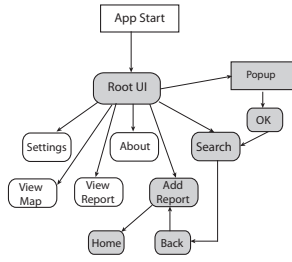 App Start
Root UI
Popup
OK
Settings
About
Search
View
Map
View
Report
Add
Report
Home
Back